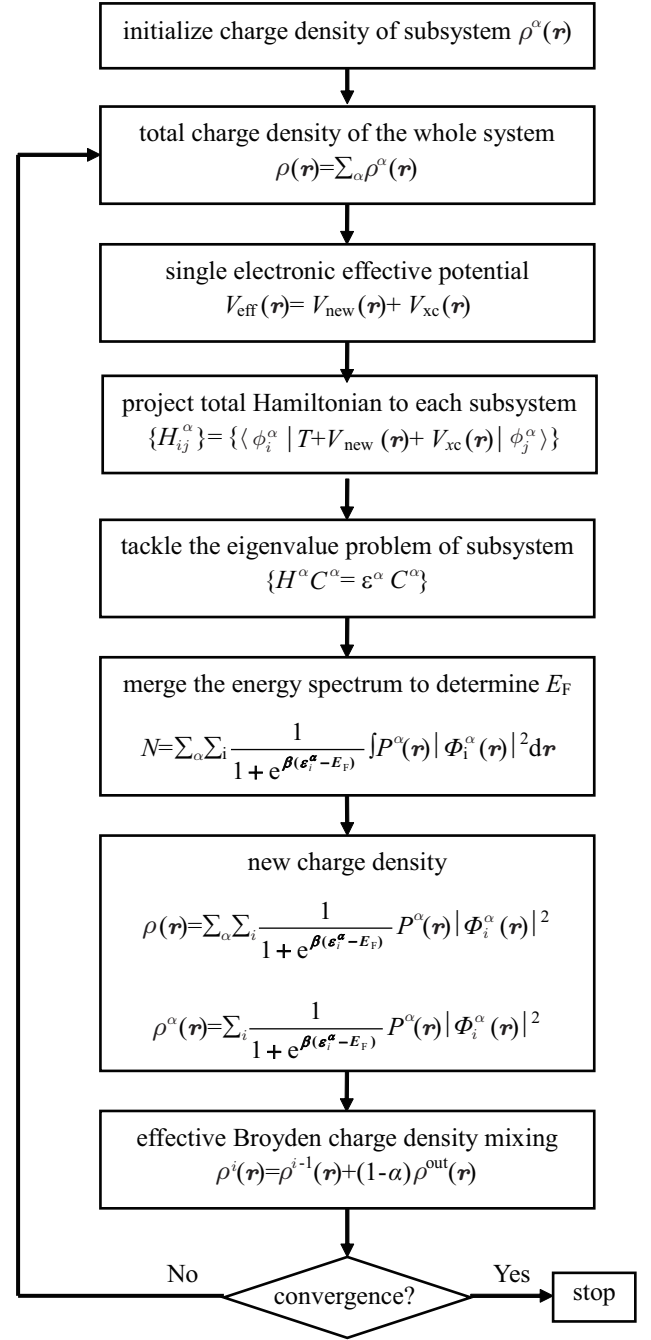 initialize charge density of subsystem ρ^α(r)
total charge density of the whole system
ρ(r)=∑_α ρ^α(r)
single electronic effective potential
V_eff(r)= V_new(r)+ V_xc(r)
project total Hamiltonian to each subsystem
{H_ij^α}={⟨ϕ_i^α | T+V_new (r)+ V_xc(r)| ϕ_j^α⟩}
tackle the eigenvalue problem of subsystem
{H^α C^α= ε^α C^α}
merge the energy spectrum to determine E_F
N=∑_α∑_i 1/(1 + e^{β(ε_i^α−E_F)}) ∫P^α(r)| Φ_i^α(r)|^2 dr
new charge density
ρ(r)=∑_α∑_i 1/(1 + e^{β(ε_i^α−E_F)}) P^α(r)| Φ_i^α(r)|^2
ρ^α(r)=∑_i 1/(1 + e^{β(ε_i^α−E_F)}) P^α(r)| Φ_i^α(r)|^2
effective Broyden charge density mixing
ρ^i(r)=ρ^{i-1}(r)+(1-α)ρ^out(r)
No
convergence?
Yes
stop